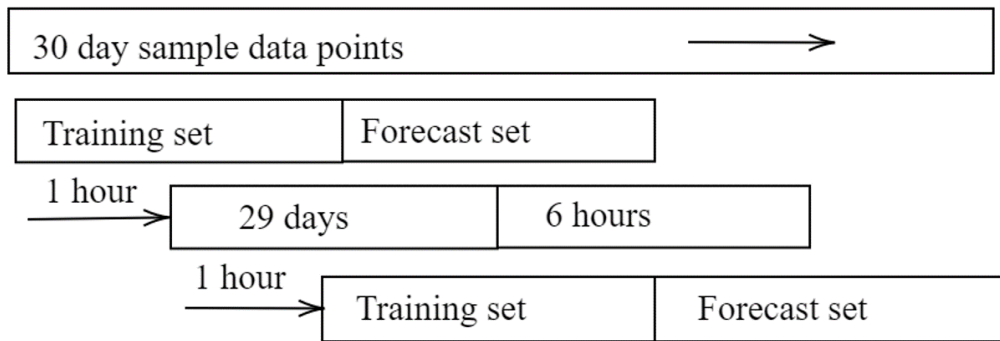 30 day sample data points
Training set
Forecast set
1 hour
29 days
6 hours
1 hour
Training set
Forecast set